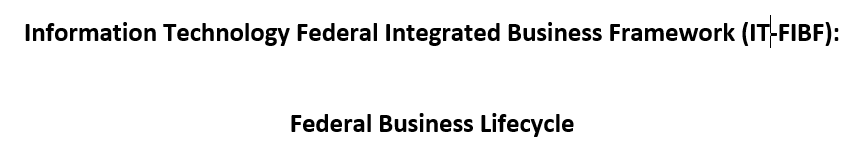 Information Technology Federal Integrated Business Framework (IT-FIBF):
Federal Business Lifecycle